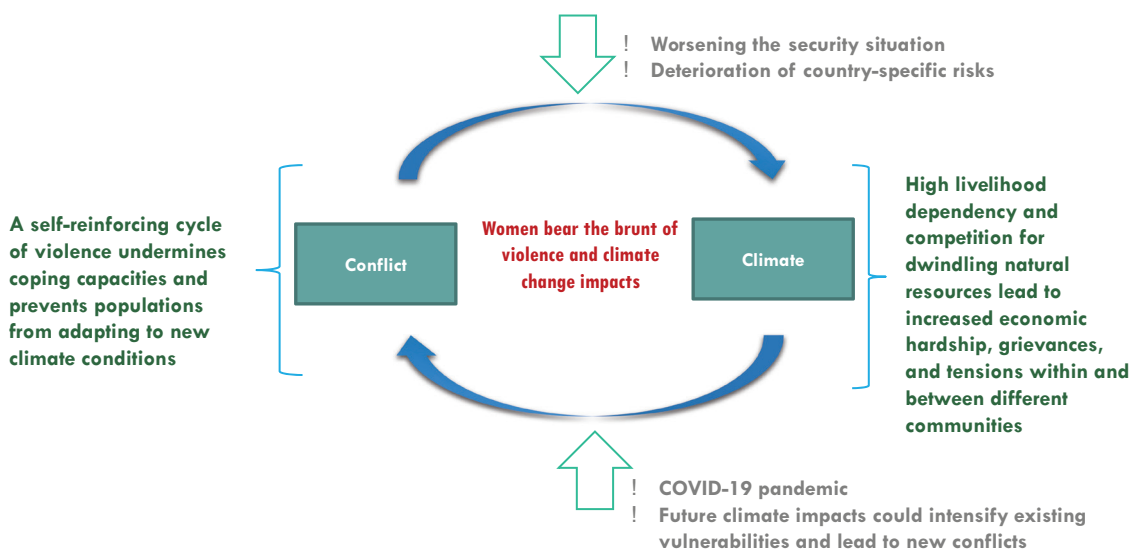 ! Worsening the security situation
! Deterioration of country-specific risks
A self-reinforcing cycle
of violence undermines
coping capacities and
prevents populations
from adapting to new
climate conditions
Conflict
Women bear the brunt of
violence and climate
change impacts
Climate
High livelihood
dependency and
competition for
dwindling natural
resources lead to
increased economic
hardship, grievances,
and tensions within and
between different
communities
! COVID-19 pandemic
! Future climate impacts could intensify existing
vulnerabilities and lead to new conflicts